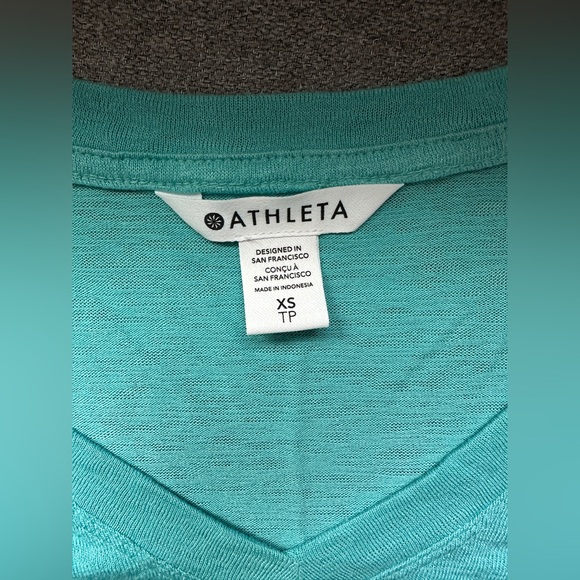 ATHLETA
DESIGNED IN
SAN FRANCISCO
CONÇU À
SAN FRANCISCO
MADE IN INDONESIA
XS
TP